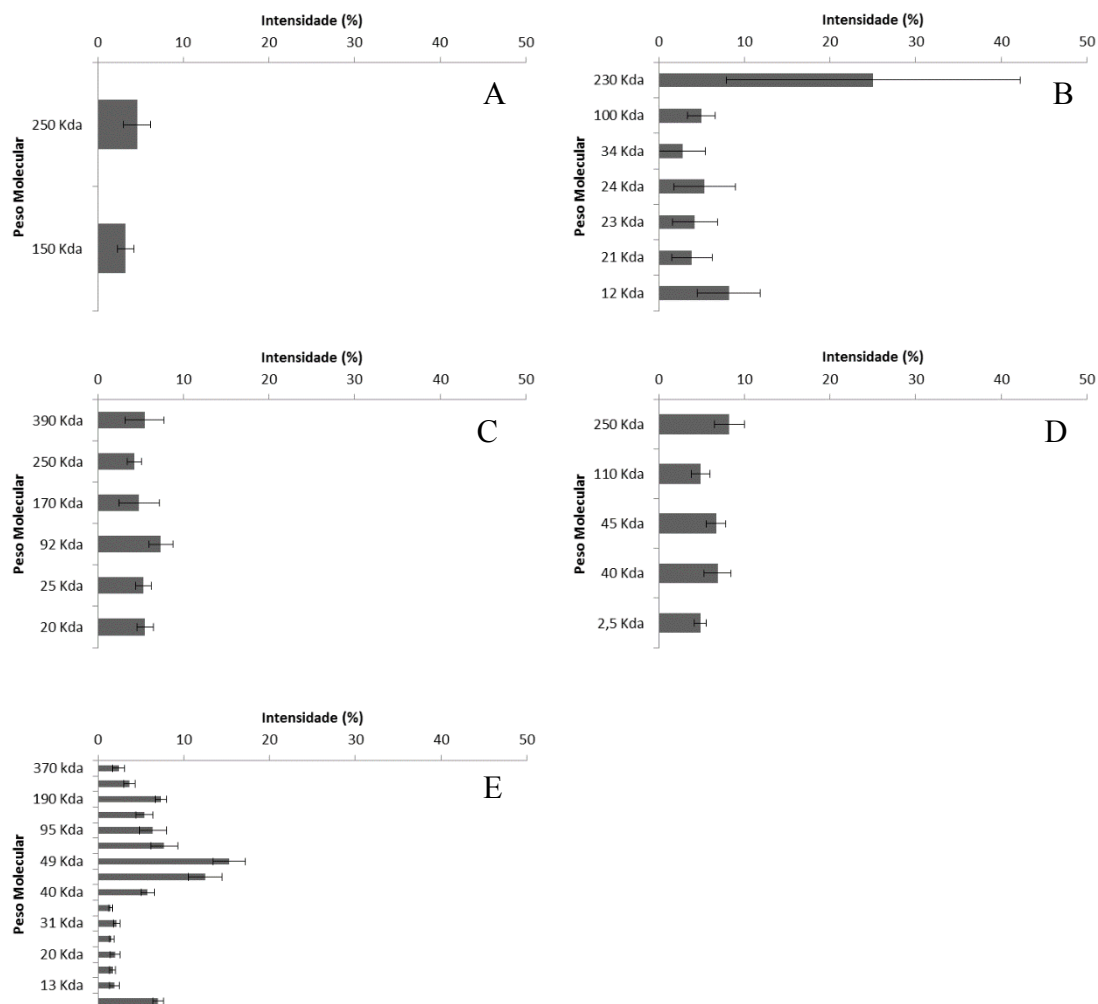 Intensidade (%)
0 10 20 30 40 50
A
Peso Molecular
250 Kda
150 Kda
Intensidade (%)
0 10 20 30 40 50
B
Peso Molecular
230 Kda
100 Kda
34 Kda
24 Kda
23 Kda
21 Kda
12 Kda
Intensidade (%)
0 10 20 30 40 50
C
Peso Molecular
390 Kda
250 Kda
170 Kda
92 Kda
25 Kda
20 Kda
Intensidade (%)
0 10 20 30 40 50
D
Peso Molecular
250 Kda
110 Kda
45 Kda
40 Kda
2,5 Kda
Intensidade (%)
0 10 20 30 40 50
E
Peso Molecular
370 kda
190 Kda
95 Kda
49 Kda
40 Kda
31 Kda
20 Kda
13 Kda